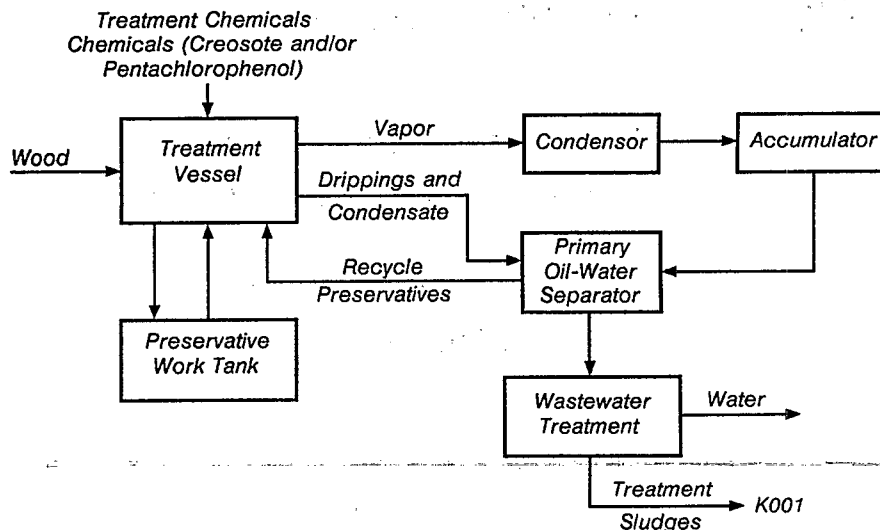 Treatment Chemicals
Chemicals (Creosote and/or
Pentachlorophenol)
Wood
Treatment
Vessel
Vapor
Condensor
Accumulator
Drippings and
Condensate
Recycle
Preservatives
Primary
Oil-Water
Separator
Preservative
Work Tank
Wastewater
Treatment
Water
Treatment
Sludges
K001